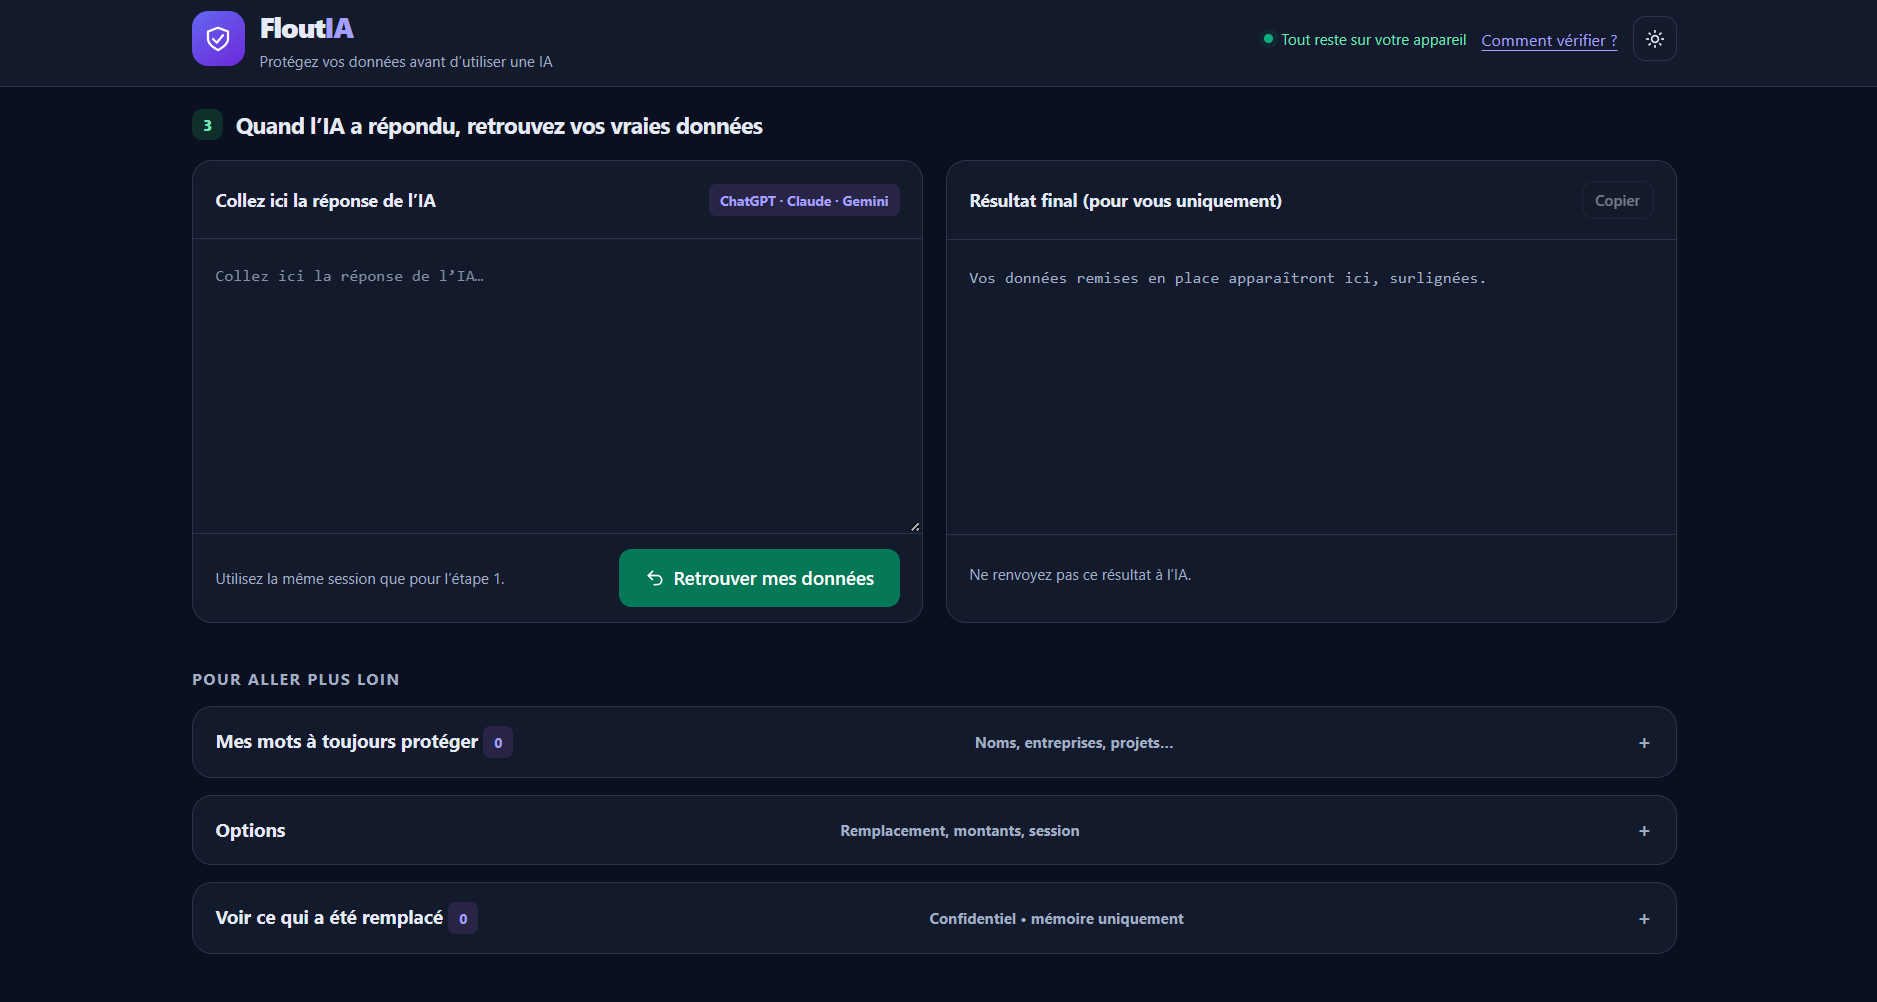 FloutIA
Protégez vos données avant d’utiliser une IA
Tout reste sur votre appareil
Comment vérifier ?
3
Quand l’IA a répondu, retrouvez vos vraies données
Collez ici la réponse de l’IA
ChatGPT · Claude · Gemini
Collez ici la réponse de l’IA…
Utilisez la même session que pour l’étape 1.
Retrouver mes données
Résultat final (pour vous uniquement)
Copier
Vos données remises en place apparaîtront ici, surlignées.
Ne renvoyez pas ce résultat à l’IA.
POUR ALLER PLUS LOIN
Mes mots à toujours protéger 0
Noms, entreprises, projets…
+
Options
Remplacement, montants, session
+
Voir ce qui a été remplacé 0
Confidentiel • mémoire uniquement
+